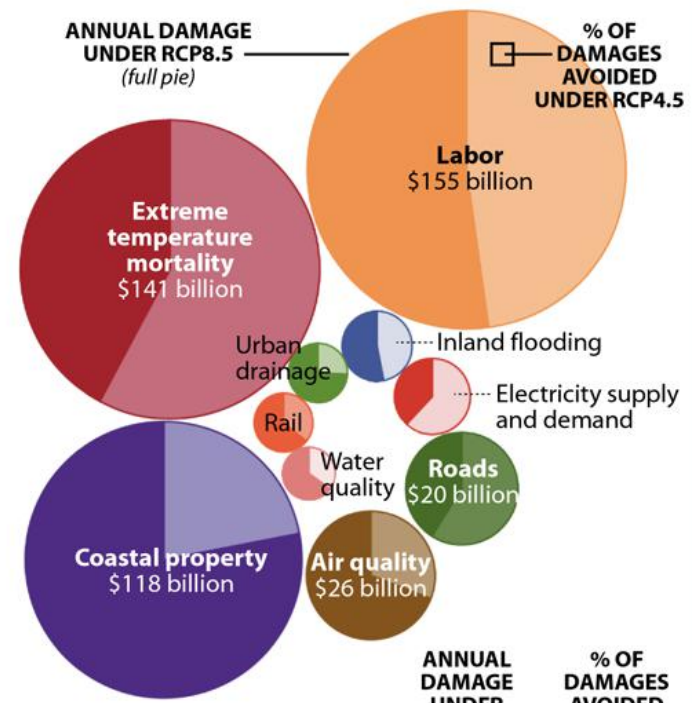 ANNUAL DAMAGE
UNDER RCP8.5
(full pie)
% OF
DAMAGES
AVOIDED
UNDER RCP4.5
Labor
$155 billion
Extreme
temperature
mortality
$141 billion
Urban
drainage
Inland flooding
Electricity supply
and demand
Rail
Water
quality
Roads
$20 billion
Coastal property
$118 billion
Air quality
$26 billion
ANNUAL
DAMAGE
UNDER
% OF
DAMAGES
AVOIDED